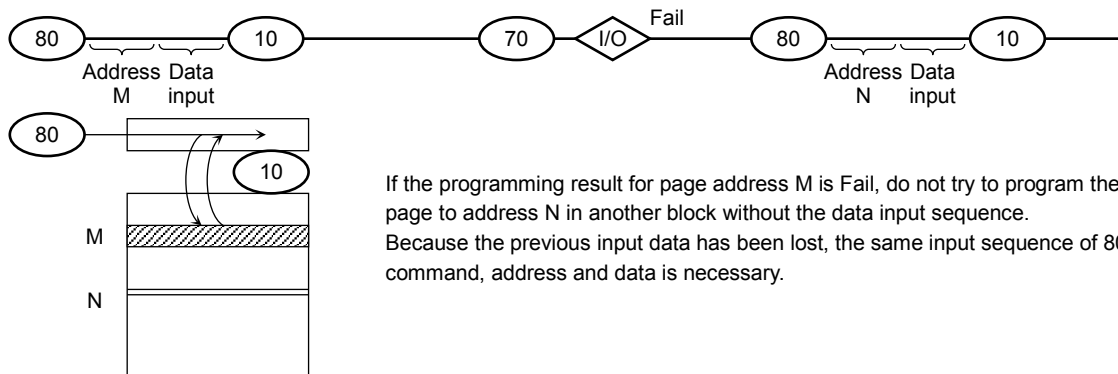 Fail
80 10 70 I/O 80 10
Address Data Address Data
M input N input
80
10
If the programming result for page address M is Fail, do not try to program the
page to address N in another block without the data input sequence.
M
Because the previous input data has been lost, the same input sequence of 80
command, address and data is necessary.
N